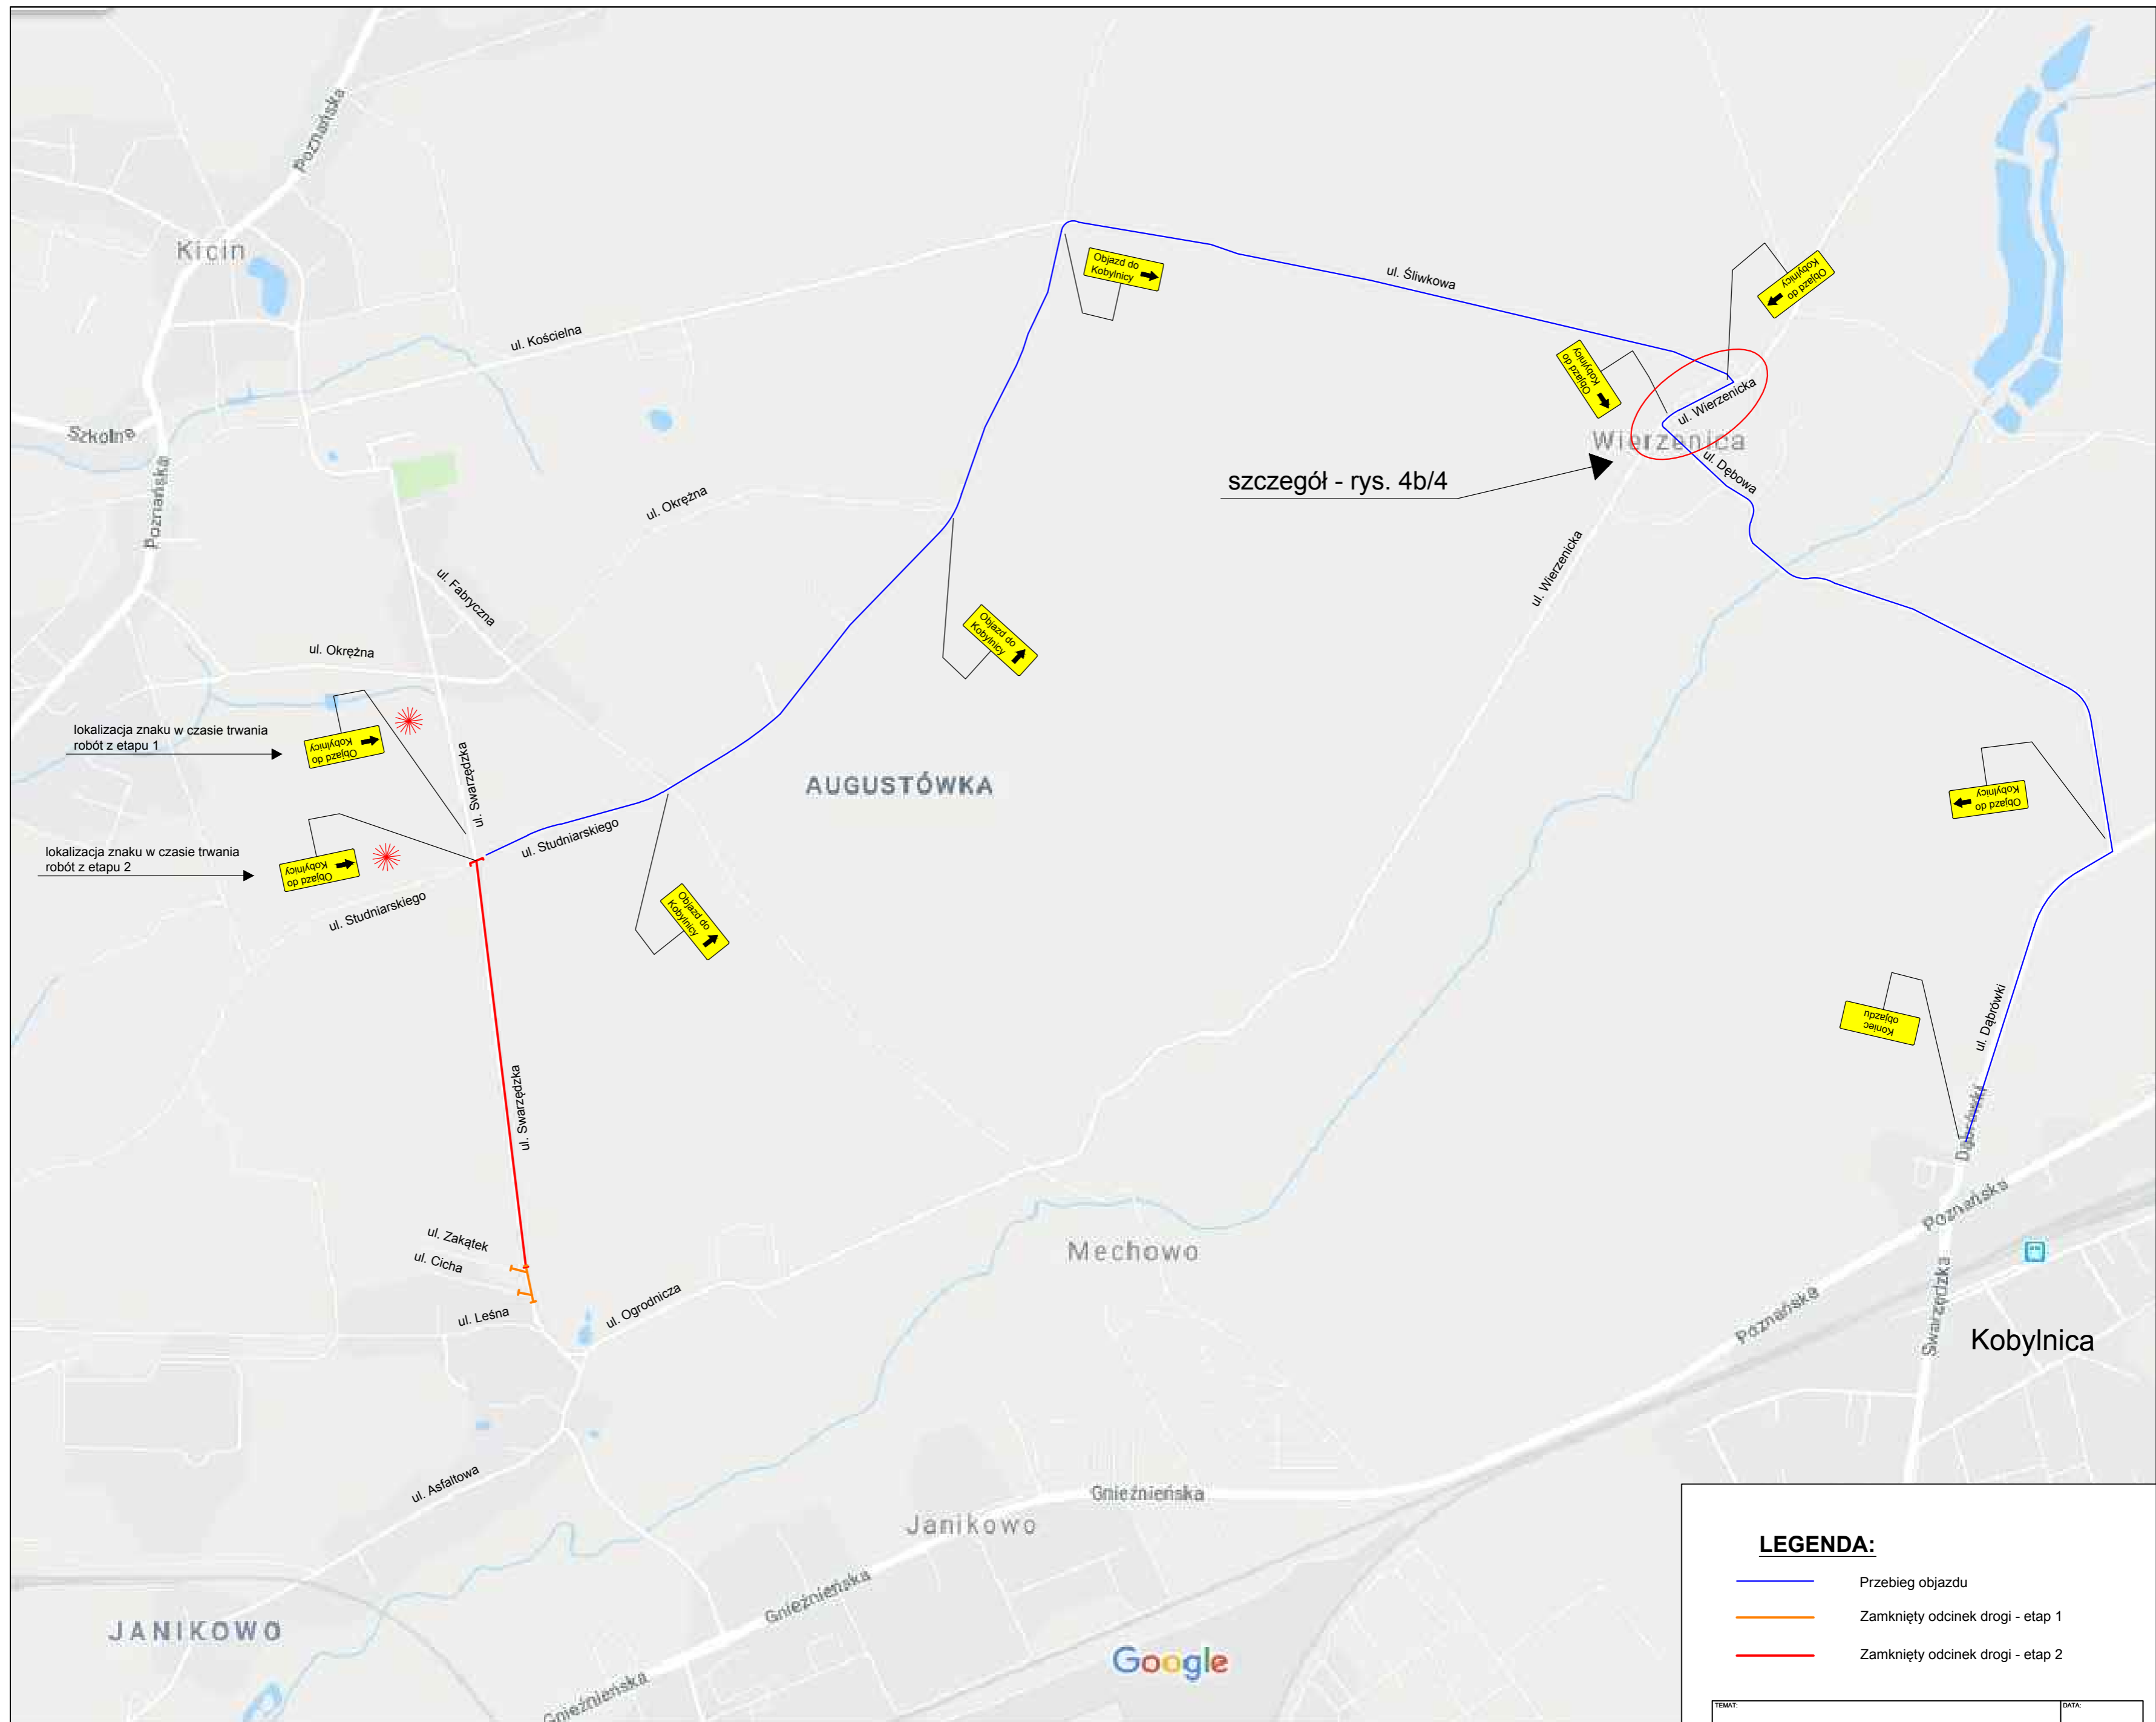 Poznańska
Kicin
Objazd do
Kobylnicy
ul. Śliwkowa
Objazd do
Kobylnicy
ul. Kościelna
Objazd do
Kobylnicy
ul. Wierzenicka
Szkolna
Wierzenica
Poznańska
ul. Dębowa
szczegół - rys. 4b/4
ul. Okrężna
ul. Wierzenicka
ul. Fabryczna
Objazd do
Kobylnicy
ul. Okrężna
lokalizacja znaku w czasie trwania
robót z etapu 1
Objazd do
Kobylnicy
ul. Swarzędzka
AUGUSTÓWKA
Objazd do
Kobylnicy
ul. Studniarskiego
lokalizacja znaku w czasie trwania
robót z etapu 2
Objazd do
Kobylnicy
ul. Studniarskiego
Objazd do
Kobylnicy
Koniec
objazdu
ul. Dąbrówki
ul. Swarzędzka
Dąbrówki
Poznańska
ul. Zakątek
ul. Cicha
Mechowo
ul. Leśna
ul. Ogrodnicza
Poznańska
Swarzędzka
Kobylnica
ul. Asfaltowa
Gnieźnieńska
Janikowo
Gnieźnieńska
JANIKOWO
Google
Gnieźnieńska
LEGENDA:
Przebieg objazdu
Zamknięty odcinek drogi - etap 1
Zamknięty odcinek drogi - etap 2
TEMAT:
DATA: